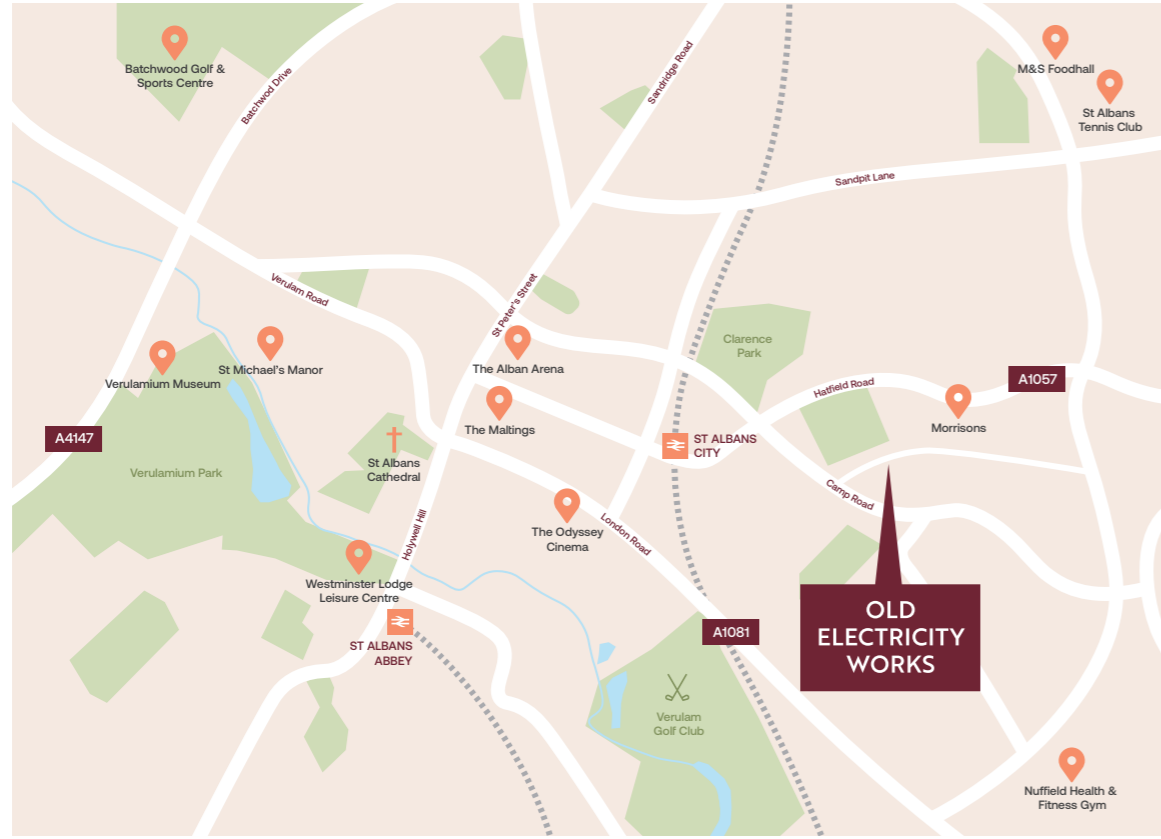 Batchwood Golf &
Sports Centre
Batchwod Drive
Sandridge Road
M&S Foodhall
St Albans
Tennis Club
Sandpit Lane
Verulam Road
St Peter's Street
Clarence
Park
Verulamium Museum
St Michael's Manor
The Alban Arena
Hatfield Road
A1057
A4147
The Maltings
Morrisons
ST ALBANS
CITY
St Albans
Cathedral
Verulamium Park
Camp Road
Holywell Hill
The Odyssey
Cinema
London Road
Westminster Lodge
Leisure Centre
OLD
ELECTRICITY
WORKS
ST ALBANS
ABBEY
A1081
Verulam
Golf Club
Nuffield Health &
Fitness Gym